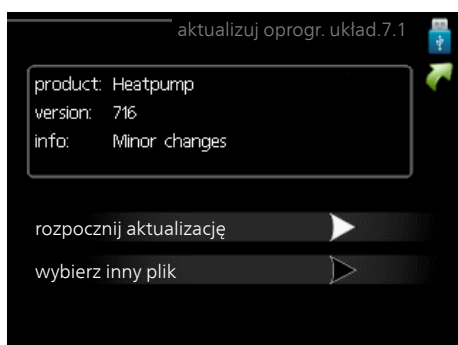 aktualizuj oprogr. układ.7.1
product: Heatpump
version: 716
info: Minor changes
rozpocznij aktualizację
wybierz inny plik